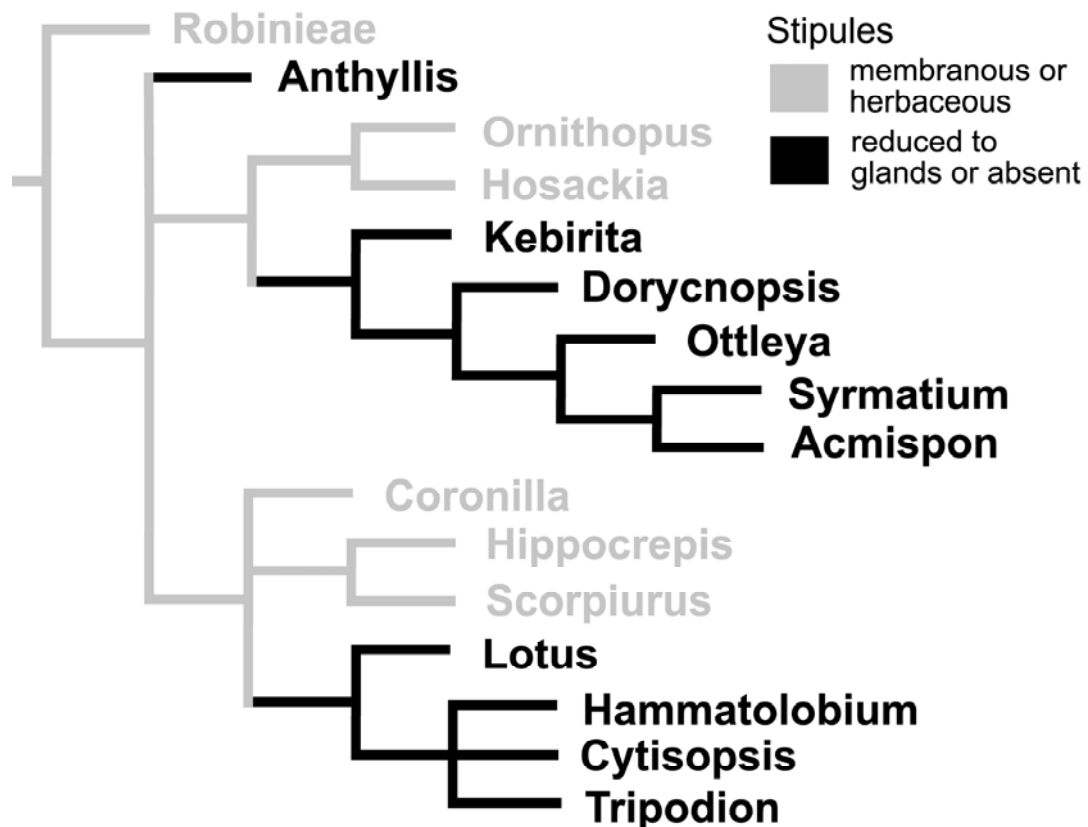 Robinieae
Anthyllis
Ornithopus
Hosackia
Kebirita
Dorycnopsis
Ottleya
Syrmatium
Acmispon
Coronilla
Hippocrepis
Scorpiurus
Lotus
Hammatolobium
Cytisopsis
Tripodion
Stipules
membranous or
herbaceous
reduced to
glands or absent